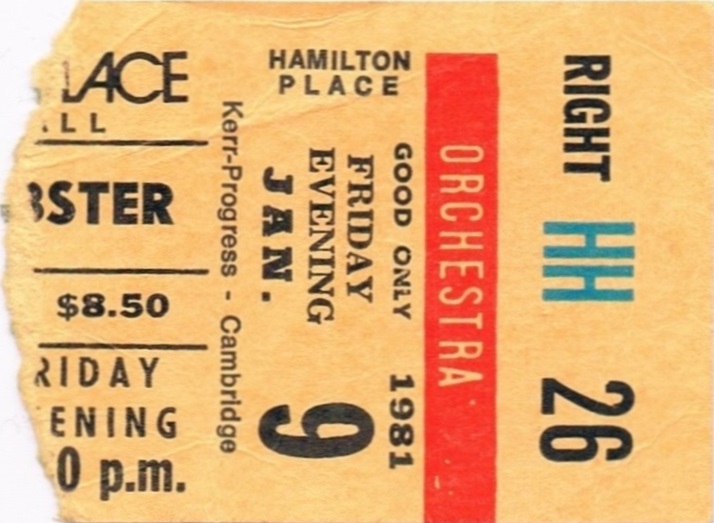 LACE
ILL
BSTER
$8.50
RIDAY
ENING
0 p.m.
Kerr-Progress - Cambridge
HAMILTON
PLACE
FRIDAY
EVENING
JAN. 9
GOOD ONLY 1981
ORCHESTRA
RIGHT HH 26